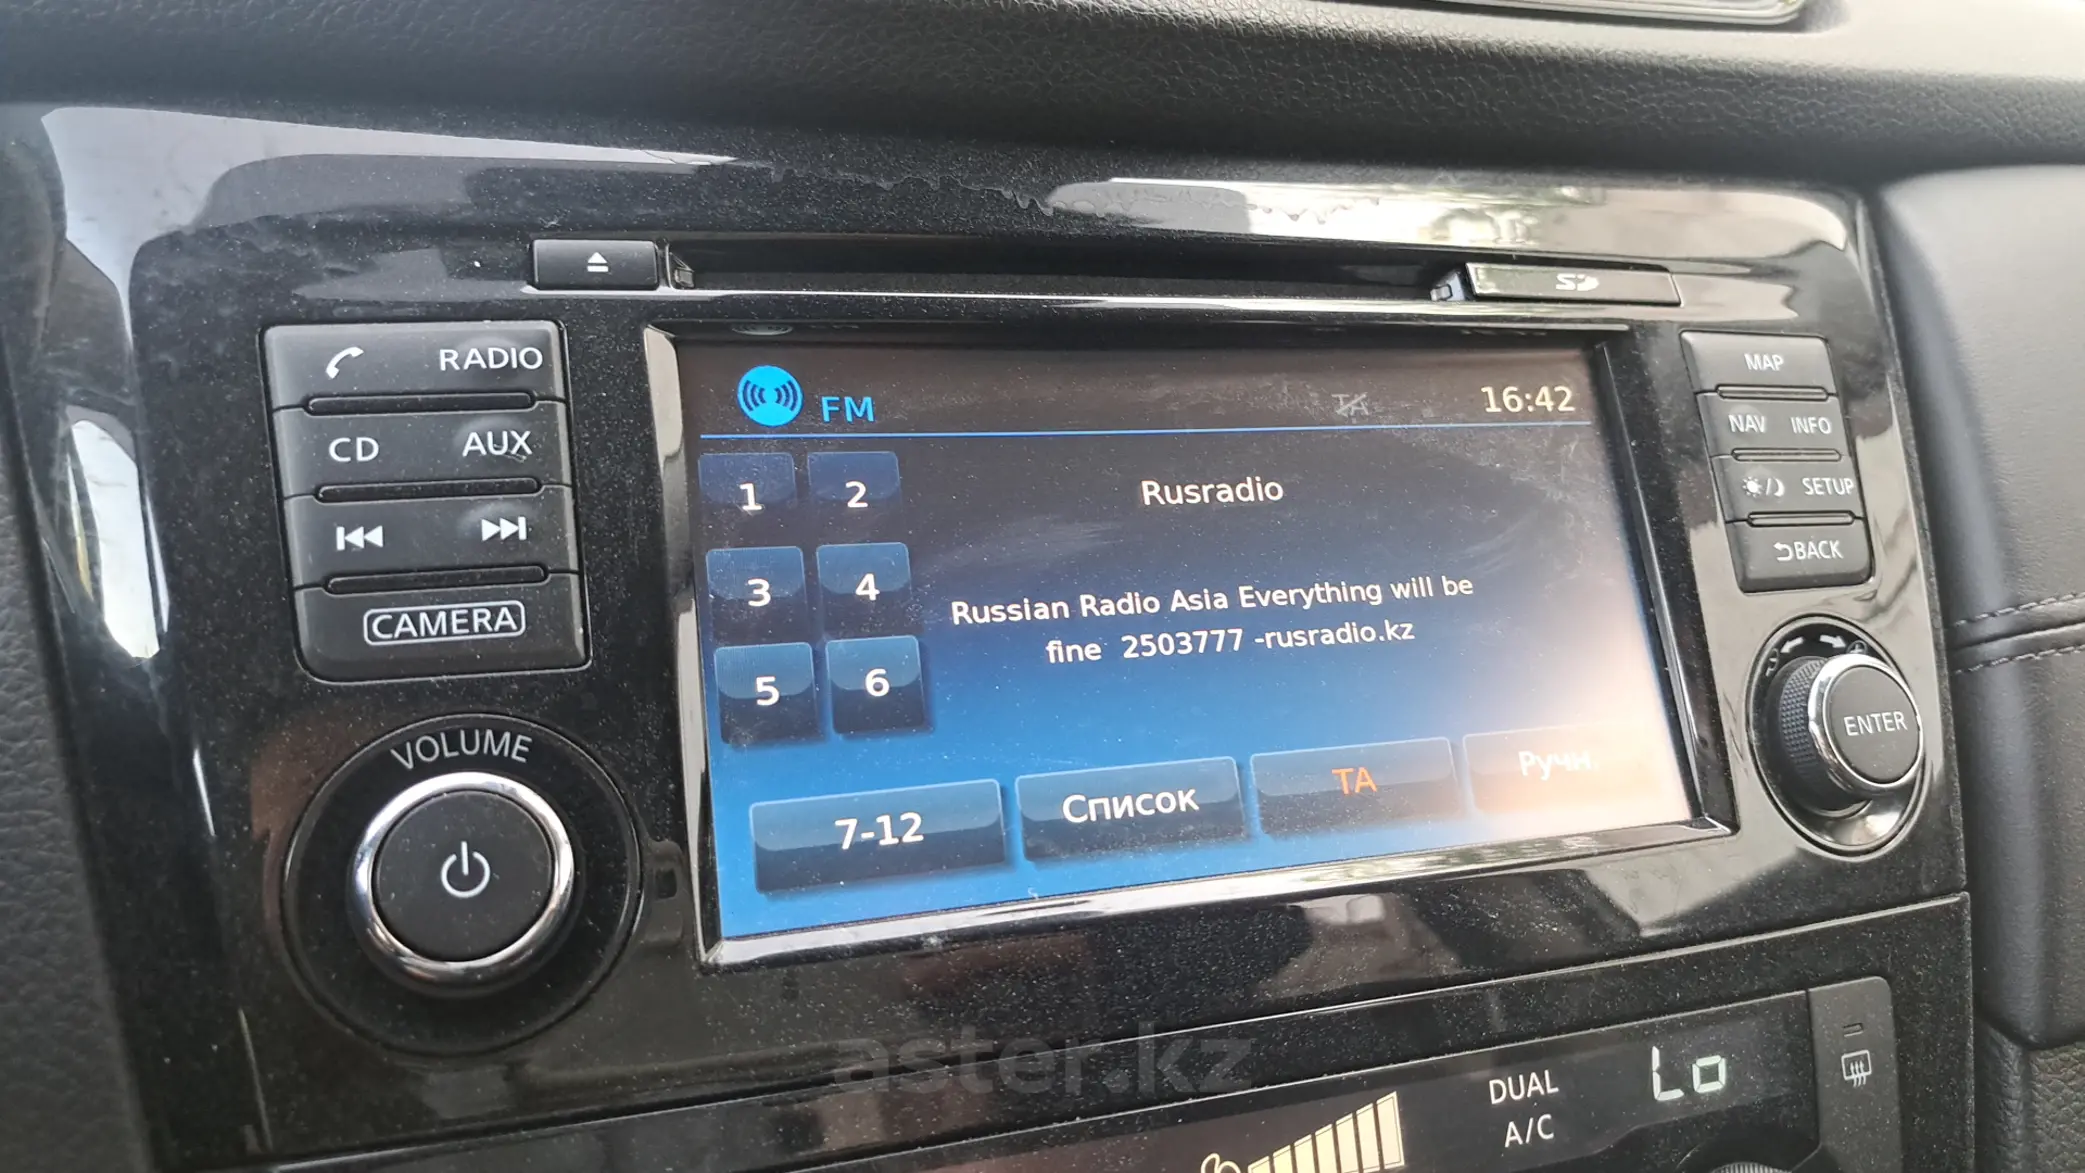 SD
RADIO
CD AUX
CAMERA
VOLUME
FM TA 16:42
1 2
3 4
5 6
Rusradio
Russian Radio Asia Everything will be
fine 2503777 -rusradio.kz
7-12 Список TA Ручн.
MAP
NAV INFO
SETUP
BACK
ENTER
aster.kz
DUAL
A/C
Lo